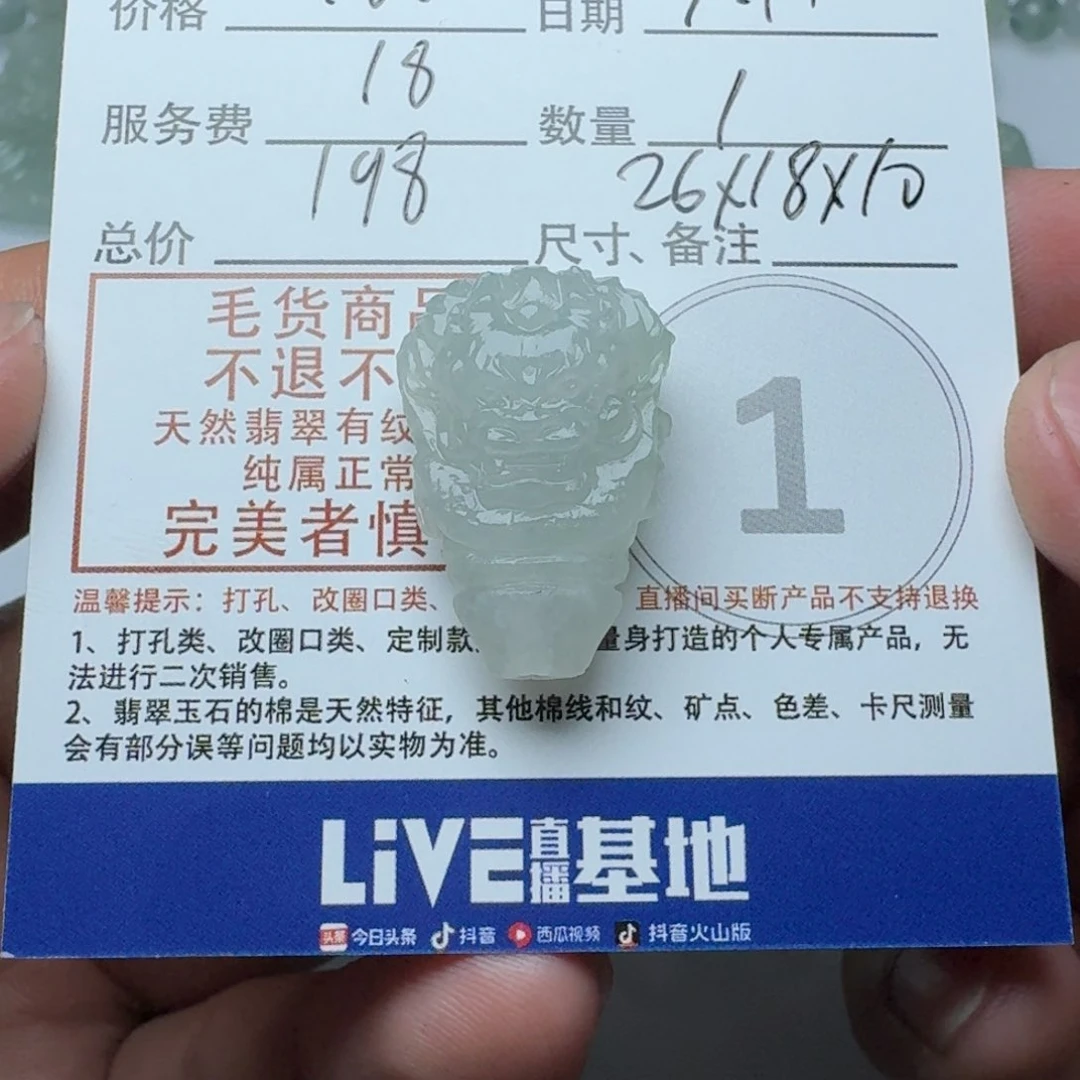 价格 日期
18 1
服务费 数量
198 26X18X10
总价 尺寸、备注
毛货商品
不退不
天然翡翠有纹
纯属正常
完美者慎
1
温馨提示：打孔、改圈口类、 直播间买断产品不支持退换
1、打孔类、改圈口类、定制款 量身打造的个人专属产品，无
法进行二次销售。
2、翡翠玉石的棉是天然特征，其他棉线和纹、矿点、色差、卡尺测量
会有部分误等问题均以实物为准。
LiVE直播基地
头条 今日头条 抖音 西瓜视频 抖音火山版